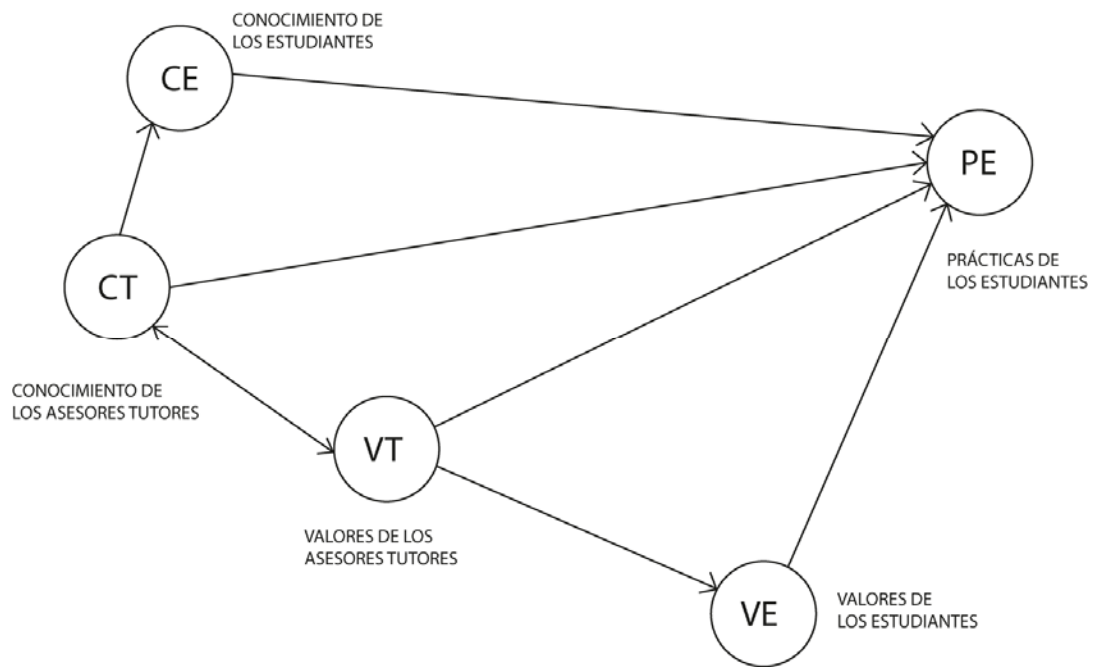 CONOCIMIENTO DE
LOS ESTUDIANTES
CE
PE
PRÁCTICAS DE
LOS ESTUDIANTES
CT
CONOCIMIENTO DE
LOS ASESORES TUTORES
VT
VALORES DE LOS
ASESORES TUTORES
VE
VALORES DE
LOS ESTUDIANTES